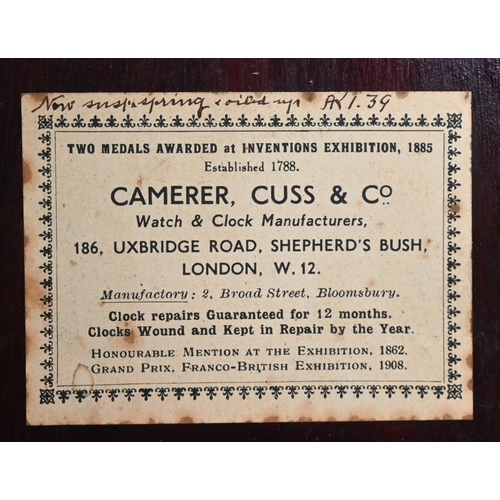 New susp. spring & oiled up AK 1.39
TWO MEDALS AWARDED at INVENTIONS EXHIBITION, 1885
Established 1788.
CAMERER, CUSS & Co.
Watch & Clock Manufacturers,
186, UXBRIDGE ROAD, SHEPHERD'S BUSH,
LONDON, W.12.
Manufactory: 2, Broad Street, Bloomsbury.
Clock repairs Guaranteed for 12 months.
Clocks Wound and Kept in Repair by the Year.
HONOURABLE MENTION AT THE EXHIBITION, 1862.
GRAND PRIX, FRANCO-BRITISH EXHIBITION, 1908.